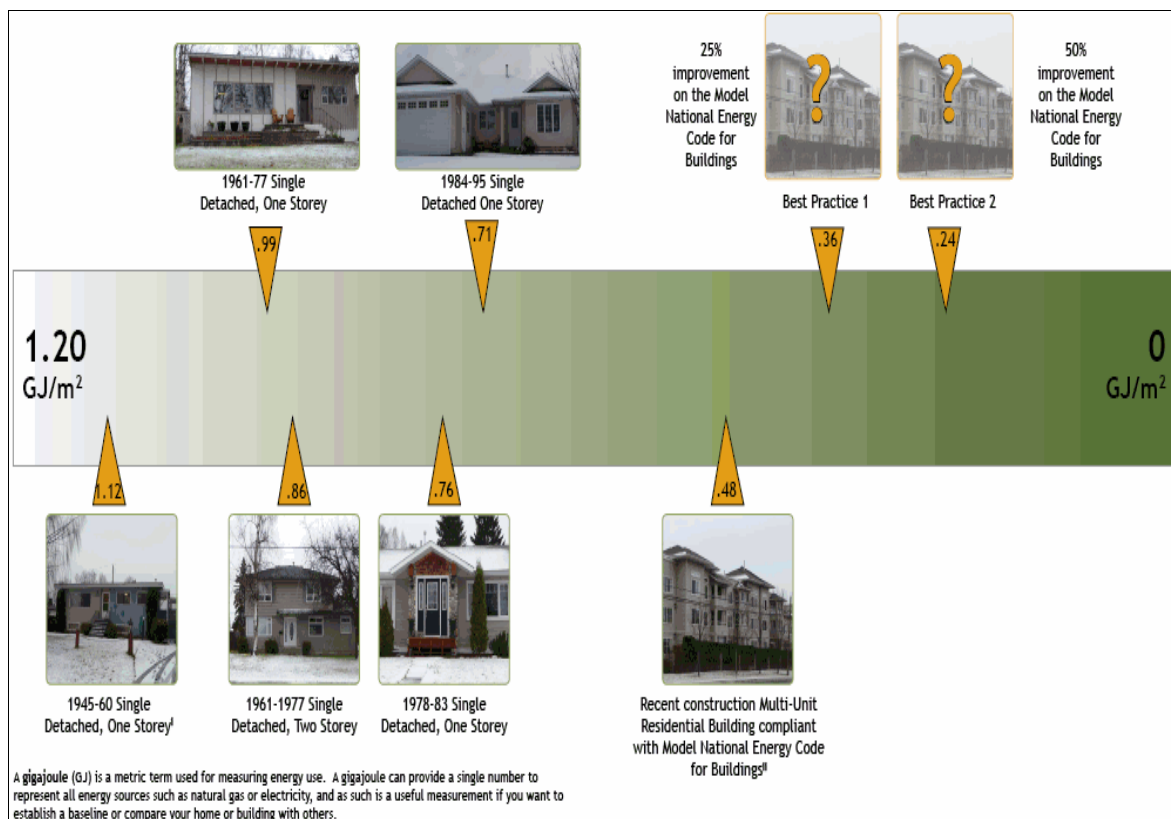 1961-77 Single
Detached, One Storey
1984-95 Single
Detached One Storey
25%
improvement
on the Model
National Energy
Code for
Buildings
?
Best Practice 1
?
Best Practice 2
50%
improvement
on the Model
National Energy
Code for
Buildings
.99
.71
.36
.24
1.20
GJ/m²
0
GJ/m²
1.12
.86
.76
.48
1945-60 Single
Detached, One Storeyᴵ
1961-1977 Single
Detached, Two Storey
1978-83 Single
Detached, One Storey
Recent construction Multi-Unit
Residential Building compliant
with Model National Energy Code
for Buildingsᴵᴵ
A gigajoule (GJ) is a metric term used for measuring energy use. A gigajoule can provide a single number to
represent all energy sources such as natural gas or electricity, and as such is a useful measurement if you want to
establish a baseline or compare your home or building with others.